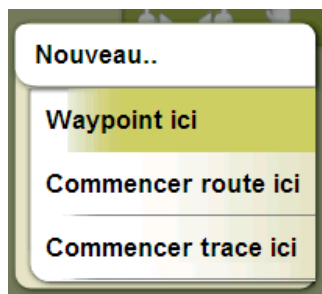 Nouveau..
Waypoint ici
Commencer route ici
Commencer trace ici